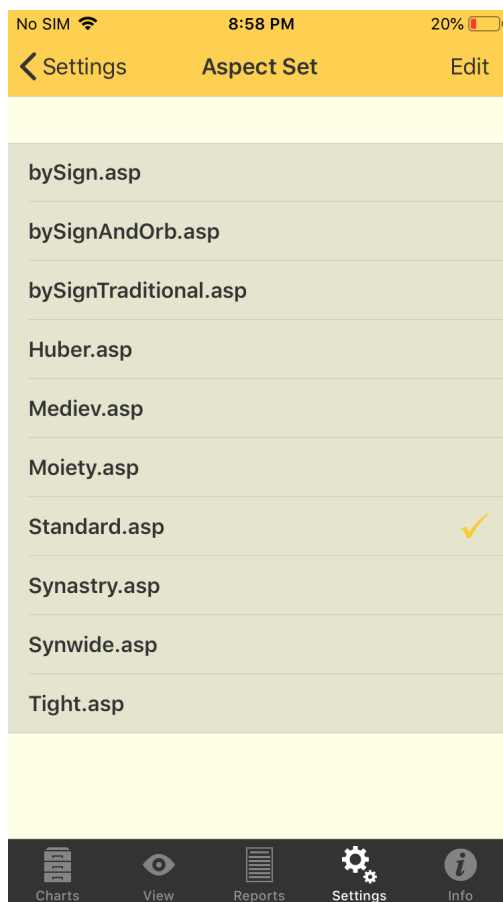 No SIM 8:58 PM 20%
Settings Aspect Set Edit
bySign.asp
bySignAndOrb.asp
bySignTraditional.asp
Huber.asp
Mediev.asp
Moiety.asp
Standard.asp
Synastry.asp
Synwide.asp
Tight.asp
Charts View Reports Settings Info